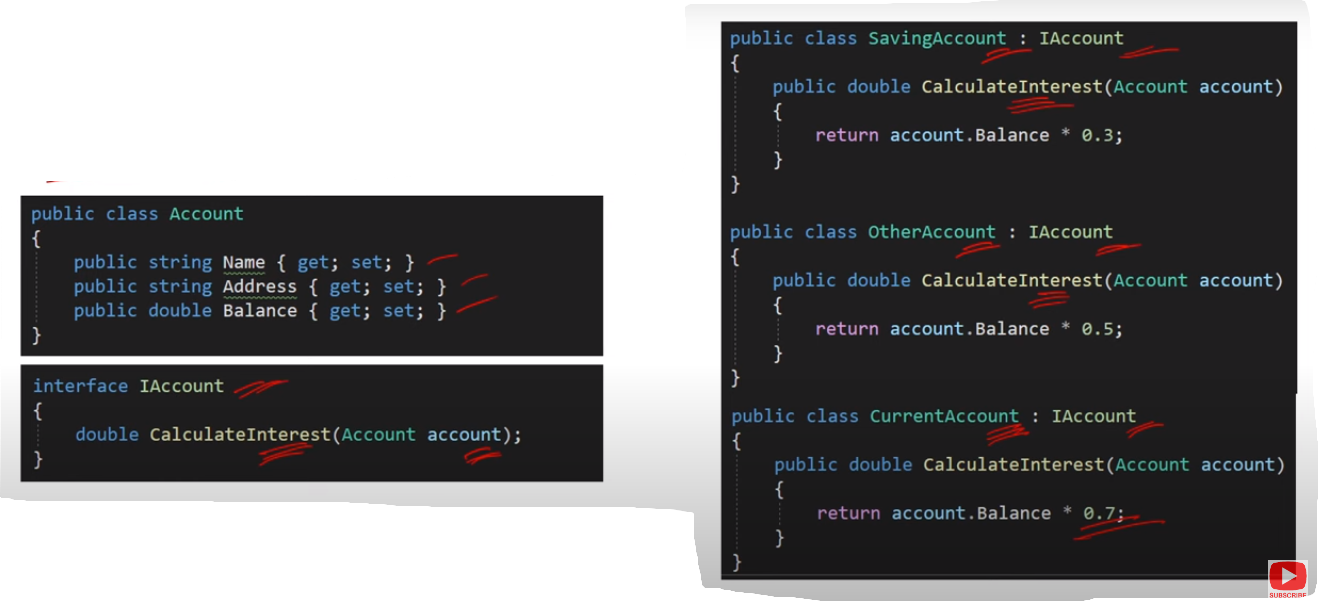 public class Account
{
    public string Name { get; set; }
    public string Address { get; set; }
    public double Balance { get; set; }
}
interface IAccount
{
    double CalculateInterest(Account account);
}
public class SavingAccount : IAccount
{
    public double CalculateInterest(Account account)
    {
        return account.Balance * 0.3;
    }
}
public class OtherAccount : IAccount
{
    public double CalculateInterest(Account account)
    {
        return account.Balance * 0.5;
    }
}
public class CurrentAccount : IAccount
{
    public double CalculateInterest(Account account)
    {
        return account.Balance * 0.7;
    }
}
SUBSCRIBE